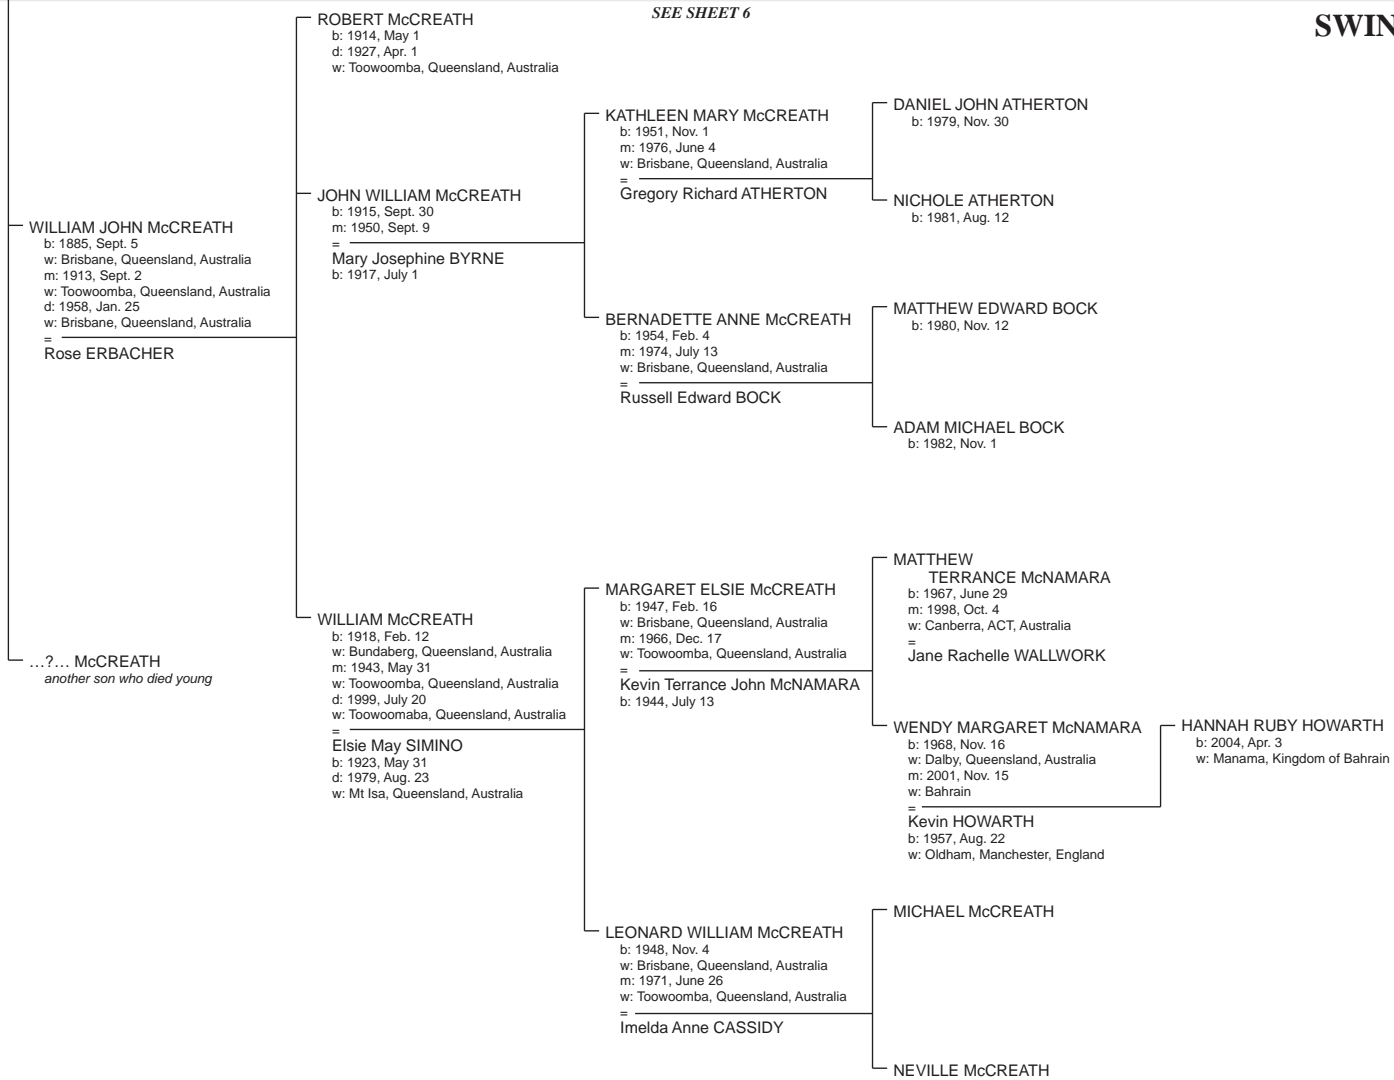 SEE SHEET 6
SWIN
WILLIAM JOHN McCREATH
b: 1885, Sept. 5
w: Brisbane, Queensland, Australia
m: 1913, Sept. 2
w: Toowoomba, Queensland, Australia
d: 1958, Jan. 25
w: Brisbane, Queensland, Australia
=
Rose ERBACHER
…?… McCREATH
another son who died young
ROBERT McCREATH
b: 1914, May 1
d: 1927, Apr. 1
w: Toowoomba, Queensland, Australia
JOHN WILLIAM McCREATH
b: 1915, Sept. 30
m: 1950, Sept. 9
=
Mary Josephine BYRNE
b: 1917, July 1
WILLIAM McCREATH
b: 1918, Feb. 12
w: Bundaberg, Queensland, Australia
m: 1943, May 31
w: Toowoomba, Queensland, Australia
d: 1999, July 20
w: Toowoomaba, Queensland, Australia
=
Elsie May SIMINO
b: 1923, May 31
d: 1979, Aug. 23
w: Mt Isa, Queensland, Australia
KATHLEEN MARY McCREATH
b: 1951, Nov. 1
m: 1976, June 4
w: Brisbane, Queensland, Australia
=
Gregory Richard ATHERTON
BERNADETTE ANNE McCREATH
b: 1954, Feb. 4
m: 1974, July 13
w: Brisbane, Queensland, Australia
=
Russell Edward BOCK
MARGARET ELSIE McCREATH
b: 1947, Feb. 16
w: Brisbane, Queensland, Australia
m: 1966, Dec. 17
w: Toowoomba, Queensland, Australia
=
Kevin Terrance John McNAMARA
b: 1944, July 13
LEONARD WILLIAM McCREATH
b: 1948, Nov. 4
w: Brisbane, Queensland, Australia
m: 1971, June 26
w: Toowoomba, Queensland, Australia
=
Imelda Anne CASSIDY
DANIEL JOHN ATHERTON
b: 1979, Nov. 30
NICHOLE ATHERTON
b: 1981, Aug. 12
MATTHEW EDWARD BOCK
b: 1980, Nov. 12
ADAM MICHAEL BOCK
b: 1982, Nov. 1
MATTHEW
TERRANCE McNAMARA
b: 1967, June 29
m: 1998, Oct. 4
w: Canberra, ACT, Australia
=
Jane Rachelle WALLWORK
WENDY MARGARET McNAMARA
b: 1968, Nov. 16
w: Dalby, Queensland, Australia
m: 2001, Nov. 15
w: Bahrain
=
Kevin HOWARTH
b: 1957, Aug. 22
w: Oldham, Manchester, England
MICHAEL McCREATH
NEVILLE McCREATH
HANNAH RUBY HOWARTH
b: 2004, Apr. 3
w: Manama, Kingdom of Bahrain